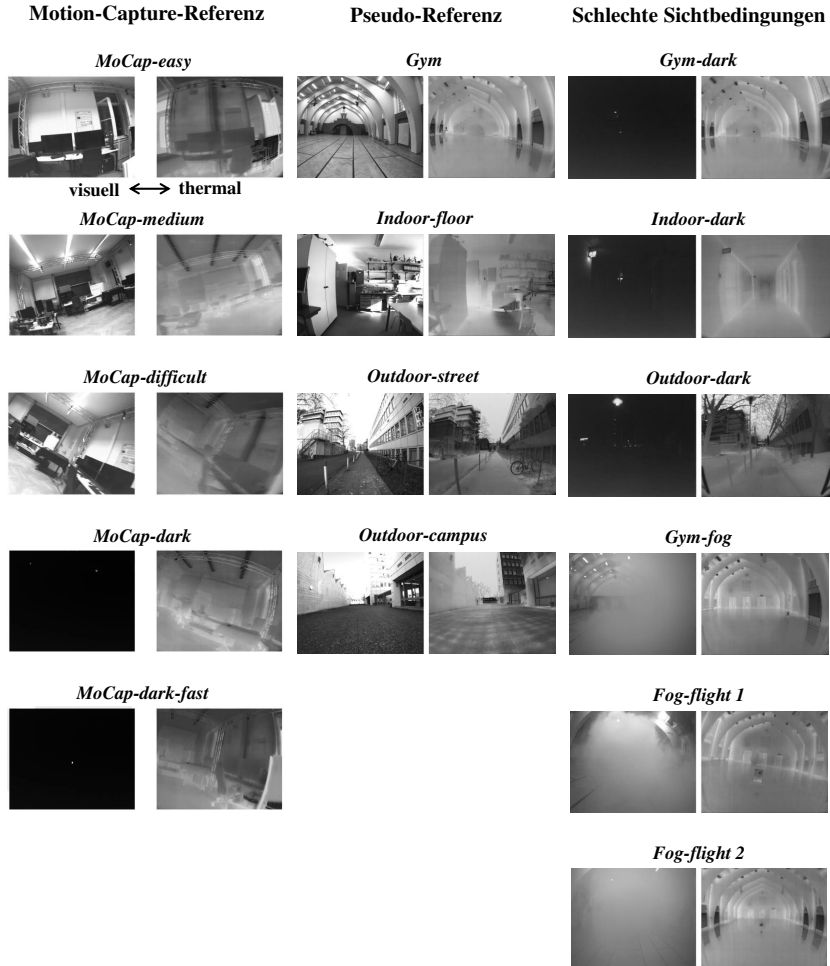 Motion-Capture-Referenz
Pseudo-Referenz
Schlechte Sichtbedingungen
MoCap-easy
Gym
Gym-dark
visuell ⟷ thermal
MoCap-medium
Indoor-floor
Indoor-dark
MoCap-difficult
Outdoor-street
Outdoor-dark
MoCap-dark
Outdoor-campus
Gym-fog
MoCap-dark-fast
Fog-flight 1
Fog-flight 2